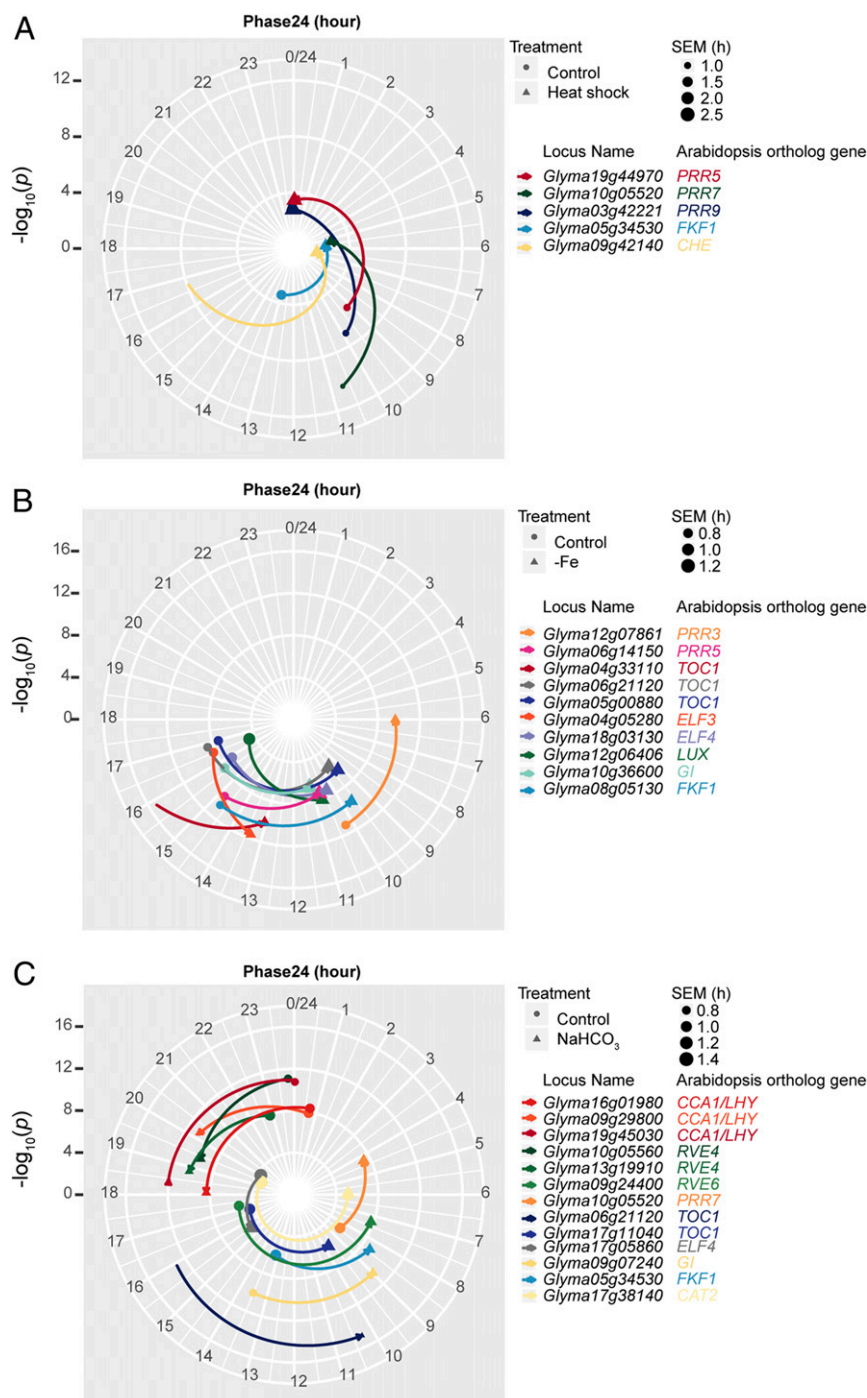 A
Phase24 (hour)
0/24
1
2
3
4
5
6
7
8
9
10
11
12
13
14
15
16
17
18
19
20
21
22
23
12
8
4
0
-log10(p)
Treatment
Control
Heat shock
SEM (h)
1.0
1.5
2.0
2.5
Locus Name Arabidopsis ortholog gene
Glyma19g44970 PRR5
Glyma10g05520 PRR7
Glyma03g42221 PRR9
Glyma05g34530 FKF1
Glyma09g42140 CHE
B
Phase24 (hour)
0/24
1
2
3
4
5
6
7
8
9
10
11
12
13
14
15
16
17
18
19
20
21
22
23
16
12
8
4
0
-log10(p)
Treatment
Control
-Fe
SEM (h)
0.8
1.0
1.2
Locus Name Arabidopsis ortholog gene
Glyma12g07861 PRR3
Glyma06g14150 PRR5
Glyma04g33110 TOC1
Glyma06g21120 TOC1
Glyma05g00880 TOC1
Glyma04g05280 ELF3
Glyma18g03130 ELF4
Glyma12g06406 LUX
Glyma10g36600 GI
Glyma08g05130 FKF1
C
Phase24 (hour)
0/24
1
2
3
4
5
6
7
8
9
10
11
12
13
14
15
16
17
18
19
20
21
22
23
16
12
8
4
0
-log10(p)
Treatment
Control
NaHCO3
SEM (h)
0.8
1.0
1.2
1.4
Locus Name Arabidopsis ortholog gene
Glyma16g01980 CCA1/LHY
Glyma09g29800 CCA1/LHY
Glyma19g45030 CCA1/LHY
Glyma10g05560 RVE4
Glyma13g19910 RVE4
Glyma09g24400 RVE6
Glyma10g05520 PRR7
Glyma06g21120 TOC1
Glyma17g11040 TOC1
Glyma17g05860 ELF4
Glyma09g07240 GI
Glyma05g34530 FKF1
Glyma17g38140 CAT2